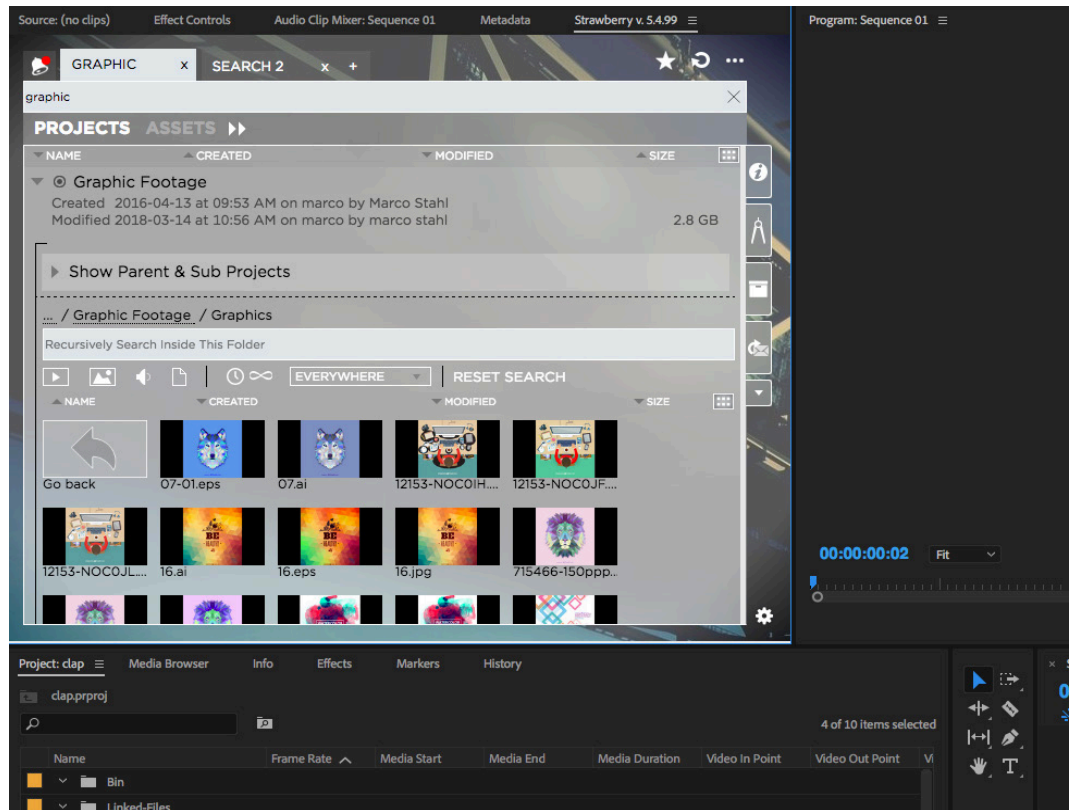 Source: (no clips) Effect Controls Audio Clip Mixer: Sequence 01 Metadata Strawberry v. 5.4.99 Program: Sequence 01
GRAPHIC x SEARCH 2 x +
graphic
PROJECTS ASSETS
NAME CREATED MODIFIED SIZE
Graphic Footage
Created 2016-04-13 at 09:53 AM on marco by Marco Stahl
Modified 2018-03-14 at 10:56 AM on marco by marco stahl 2.8 GB
Show Parent & Sub Projects
... / Graphic Footage / Graphics
Recursively Search Inside This Folder
EVERYWHERE RESET SEARCH
NAME CREATED MODIFIED SIZE
Go back 07-01.eps 07.ai 12153-NOC0IH.... 12153-NOC0JF....
BE BE BE
12153-NOC0JL.... 16.ai 16.eps 16.jpg 715466-150ppp...
00:00:00:02 Fit
Project: clap Media Browser Info Effects Markers History
clap.prproj
4 of 10 items selected
Name Frame Rate Media Start Media End Media Duration Video In Point Video Out Point Vi
Bin
Linked-Files